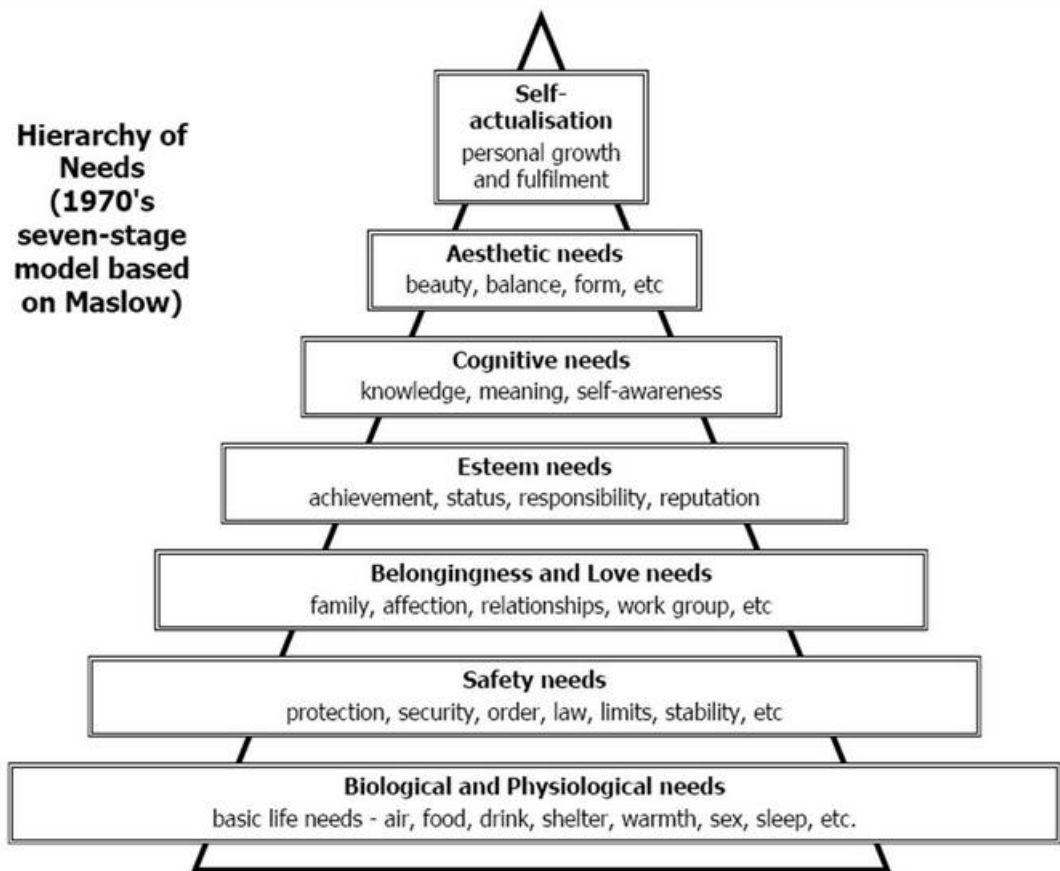 Hierarchy of
Needs
(1970's
seven-stage
model based
on Maslow)
Self-
actualisation
personal growth
and fulfilment
Aesthetic needs
beauty, balance, form, etc
Cognitive needs
knowledge, meaning, self-awareness
Esteem needs
achievement, status, responsibility, reputation
Belongingness and Love needs
family, affection, relationships, work group, etc
Safety needs
protection, security, order, law, limits, stability, etc
Biological and Physiological needs
basic life needs - air, food, drink, shelter, warmth, sex, sleep, etc.